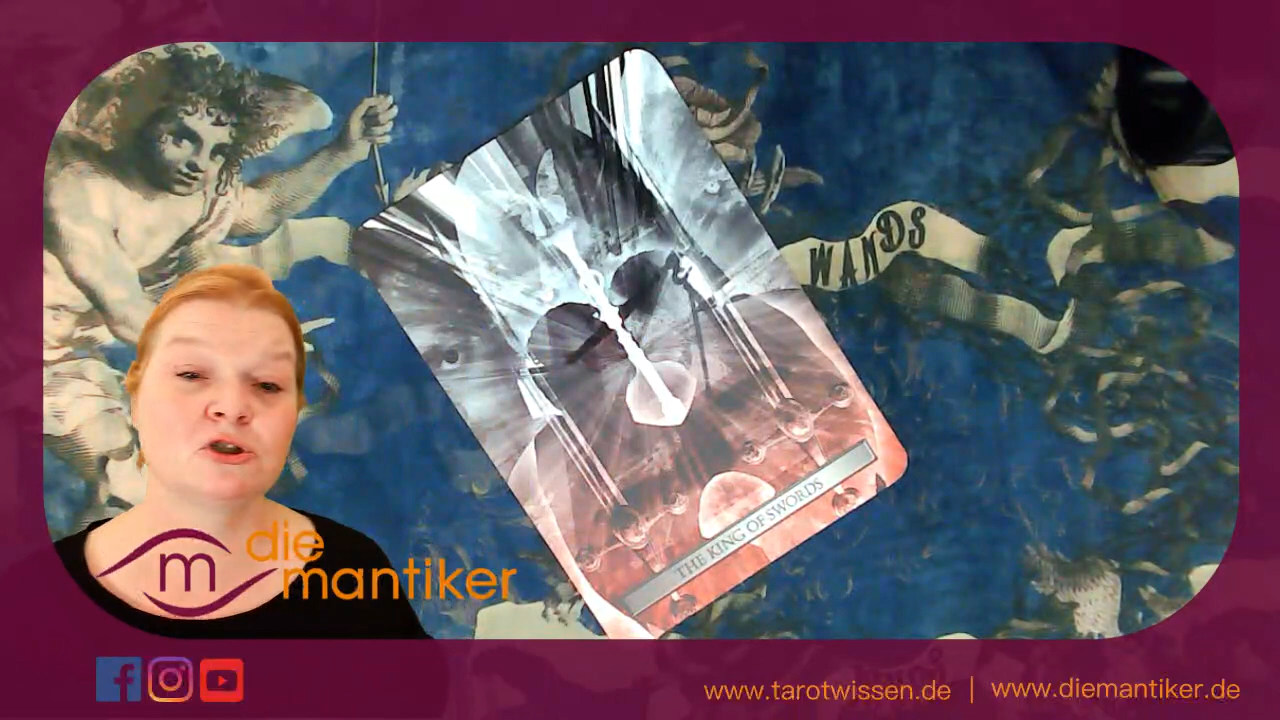 WANDS
THE KING OF SWORDS
m
die
mantiker
www.tarotwissen.de | www.diemantiker.de